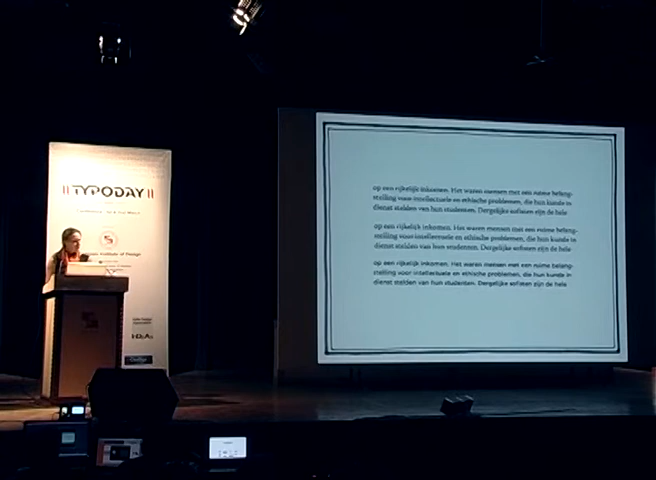 TYPODAY
Institute of Design
op een rijkelijk inkomen. Het waren mensen met een ruime belang-
stelling voor intellectuele en ethische problemen, die hun kunde in
dienst stelden van hun studenten. Dergelijke sofisten zijn de hele
op een rijkelijk inkomen. Het waren mensen met een ruime belang-
stelling voor intellectuele en ethische problemen, die hun kunde in
dienst stelden van hun studenten. Dergelijke sofisten zijn de hele
op een rijkelijk inkomen. Het waren mensen met een ruime belang-
stelling voor intellectuele en ethische problemen, die hun kunde in
dienst stelden van hun studenten. Dergelijke sofisten zijn de hele